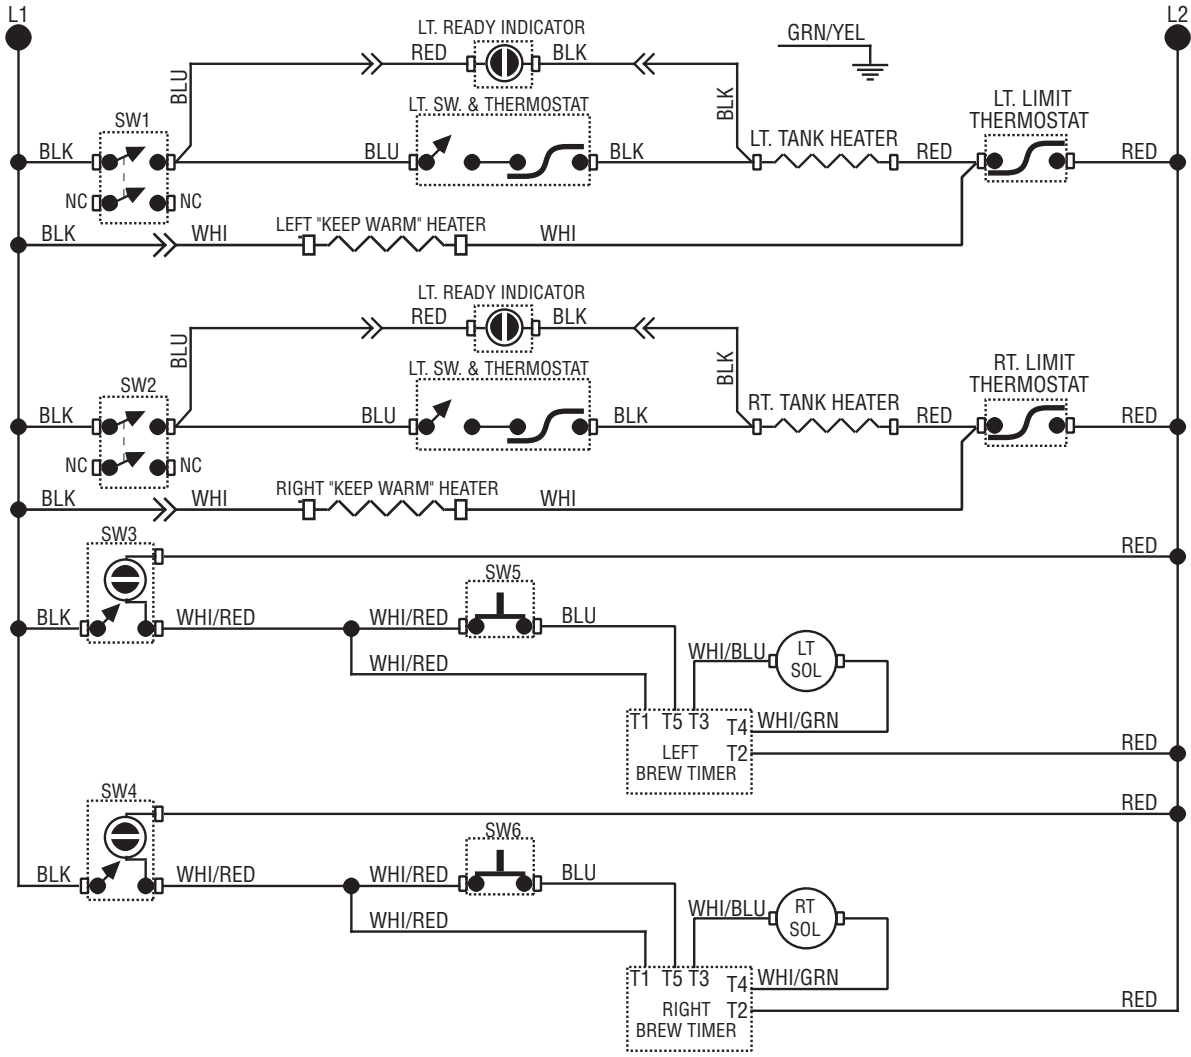 L1
L2
LT. READY INDICATOR
GRN/YEL
RED
BLK
BLU
BLK
LT. SW. & THERMOSTAT
LT. LIMIT
THERMOSTAT
SW1
LT. TANK HEATER
BLK
BLU
BLK
RED
RED
NC
NC
BLK
WHI
LEFT "KEEP WARM" HEATER
WHI
LT. READY INDICATOR
RED
BLK
BLU
BLK
LT. SW. & THERMOSTAT
RT. LIMIT
THERMOSTAT
SW2
RT. TANK HEATER
BLK
BLU
BLK
RED
RED
NC
NC
BLK
WHI
RIGHT "KEEP WARM" HEATER
WHI
SW3
RED
SW5
BLK
WHI/RED
WHI/RED
BLU
WHI/RED
WHI/BLU
LT
SOL
T1
T5
T3
T4
WHI/GRN
LEFT
BREW TIMER
T2
RED
SW4
RED
SW6
BLK
WHI/RED
WHI/RED
BLU
WHI/RED
WHI/BLU
RT
SOL
T1
T5
T3
T4
WHI/GRN
RIGHT
BREW TIMER
T2
RED